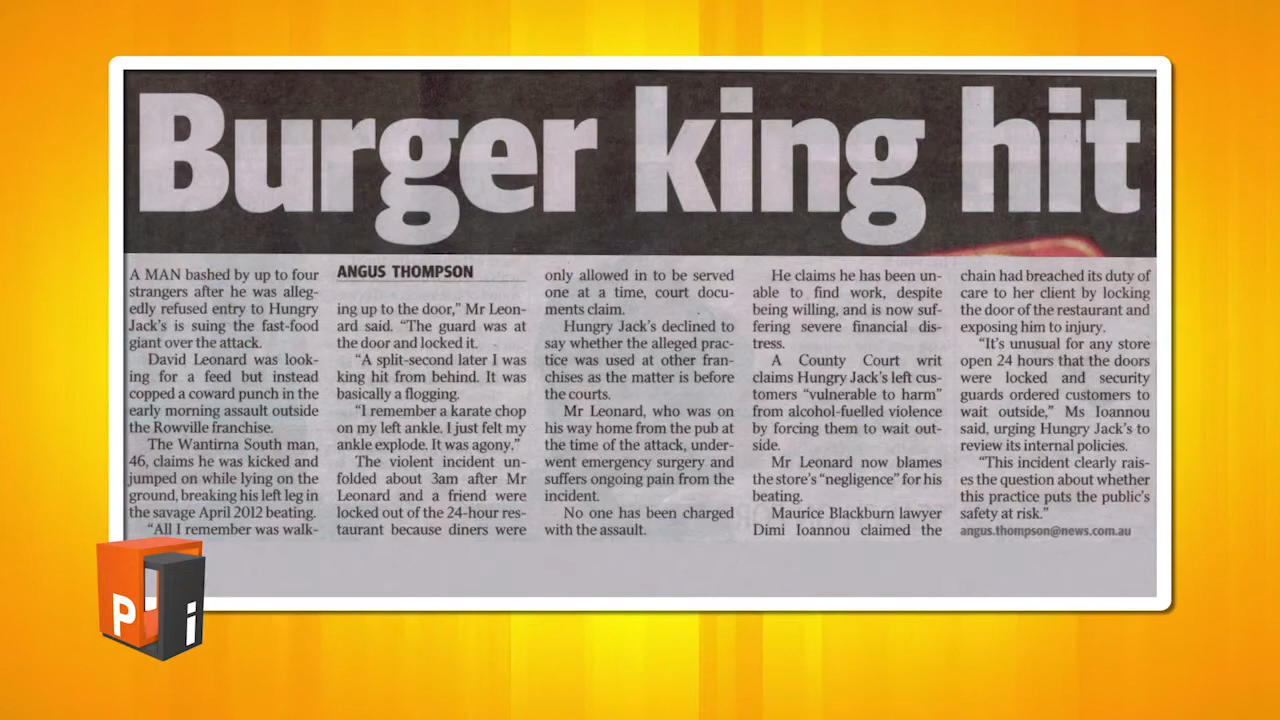 Burger king hit
A MAN bashed by up to four
strangers after he was alleg-
edly refused entry to Hungry
Jack's is suing the fast-food
giant over the attack.
David Leonard was look-
ing for a feed but instead
copped a coward punch in the
early morning assault outside
the Rowville franchise.
The Wantirna South man,
46, claims he was kicked and
jumped on while lying on the
ground, breaking his left leg in
the savage April 2012 beating.
"All I remember was walk-
ANGUS THOMPSON
ing up to the door," Mr Leon-
ard said. "The guard was at
the door and locked it.
"A split-second later I was
king hit from behind. It was
basically a flogging.
"I remember a karate chop
on my left ankle. I just felt my
ankle explode. It was agony."
The violent incident un-
folded about 3am after Mr
Leonard and a friend were
locked out of the 24-hour res-
taurant because diners were
only allowed in to be served
one at a time, court docu-
ments claim.
Hungry Jack's declined to
say whether the alleged prac-
tice was used at other fran-
chises as the matter is before
the courts.
Mr Leonard, who was on
his way home from the pub at
the time of the attack, under-
went emergency surgery and
suffers ongoing pain from the
incident.
No one has been charged
with the assault.
He claims he has been un-
able to find work, despite
being willing, and is now suf-
fering severe financial dis-
tress.
A County Court writ
claims Hungry Jack's left cus-
tomers "vulnerable to harm"
from alcohol-fuelled violence
by forcing them to wait out-
side.
Mr Leonard now blames
the store's "negligence" for his
beating.
Maurice Blackburn lawyer
Dimi Ioannou claimed the
chain had breached its duty of
care to her client by locking
the door of the restaurant and
exposing him to injury.
"It's unusual for any store
open 24 hours that the doors
were locked and security
guards ordered customers to
wait outside," Ms Ioannou
said, urging Hungry Jack's to
review its internal policies.
"This incident clearly rais-
es the question about whether
this practice puts the public's
safety at risk."
angus.thompson@news.com.au
P i